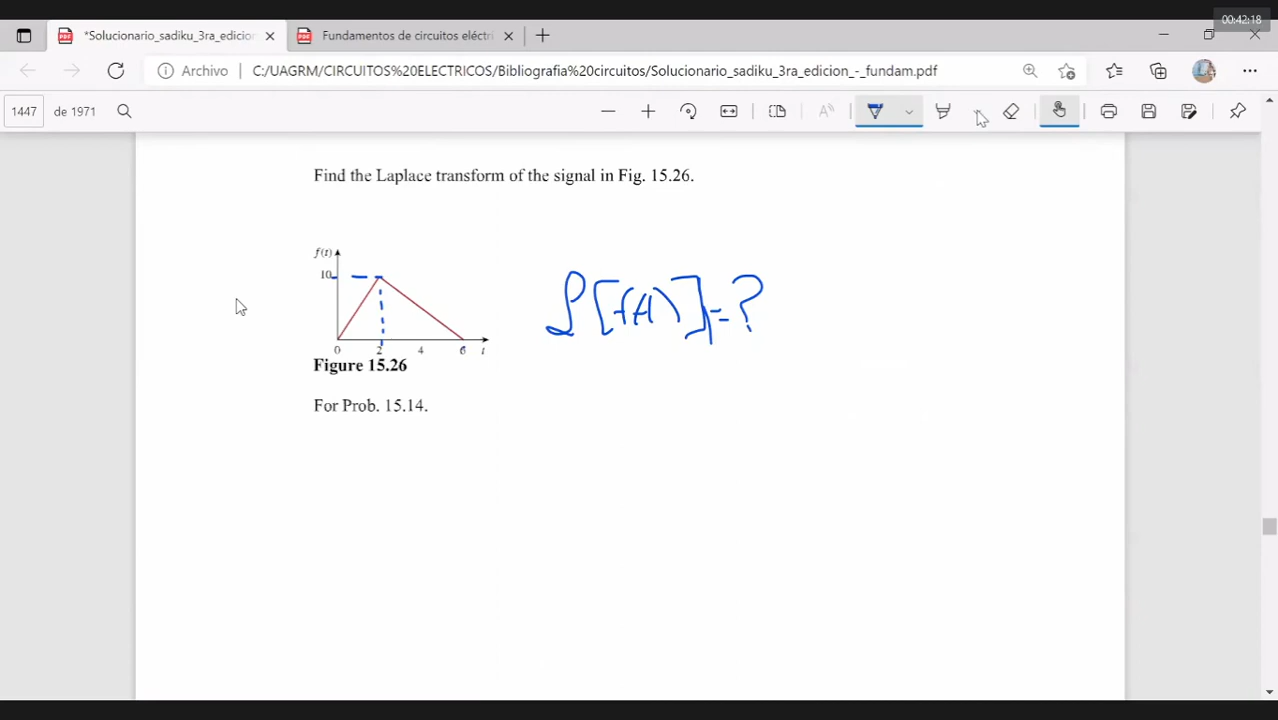 00:42:18
*Solucionario_sadiku_3ra_edicion
Fundamentos de circuitos eléctri
Archivo
C:/UAGRM/CIRCUITOS%20ELECTRICOS/Bibliografia%20circuitos/Solucionario_sadiku_3ra_edicion_-_fundam.pdf
1447 de 1971
Find the Laplace transform of the signal in Fig. 15.26.
f(t)
10
ℒ[f(t)]=?
0 2 4 6 t
Figure 15.26
For Prob. 15.14.